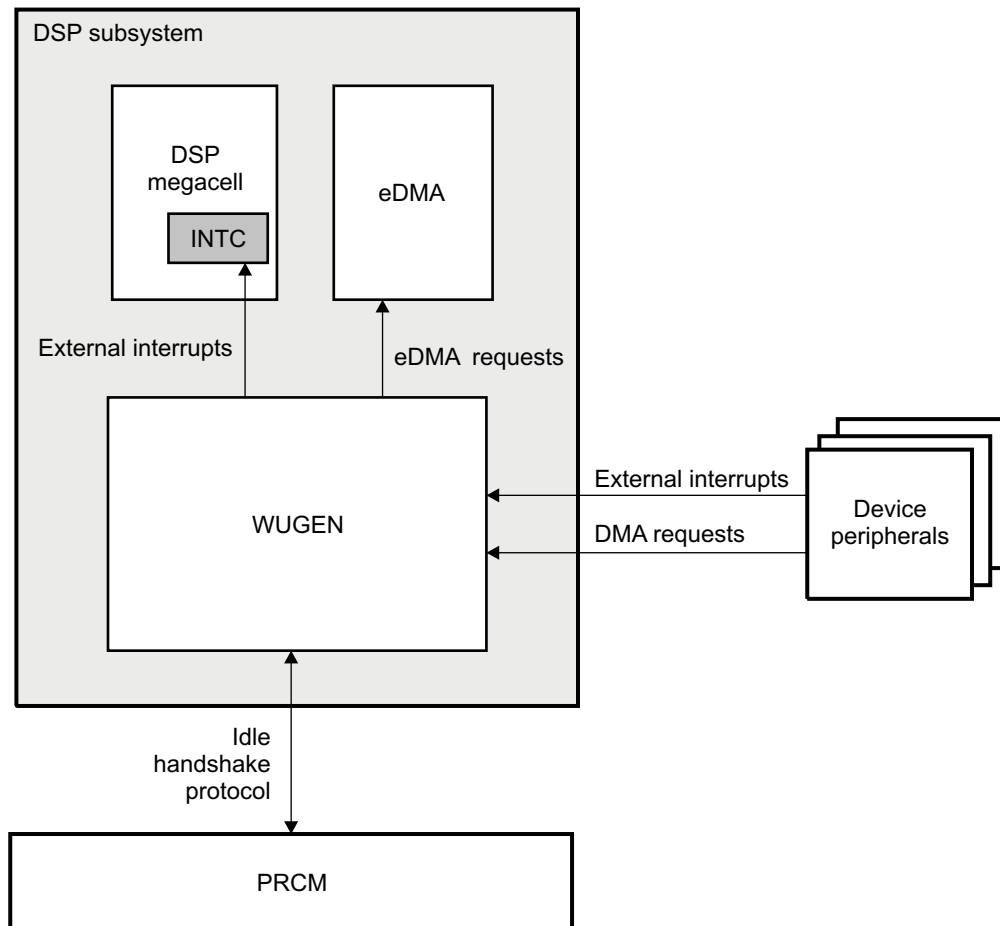 DSP subsystem
DSP
megacell
eDMA
INTC
External interrupts
eDMA requests
External interrupts
WUGEN
DMA requests
Device
peripherals
Idle
handshake
protocol
PRCM